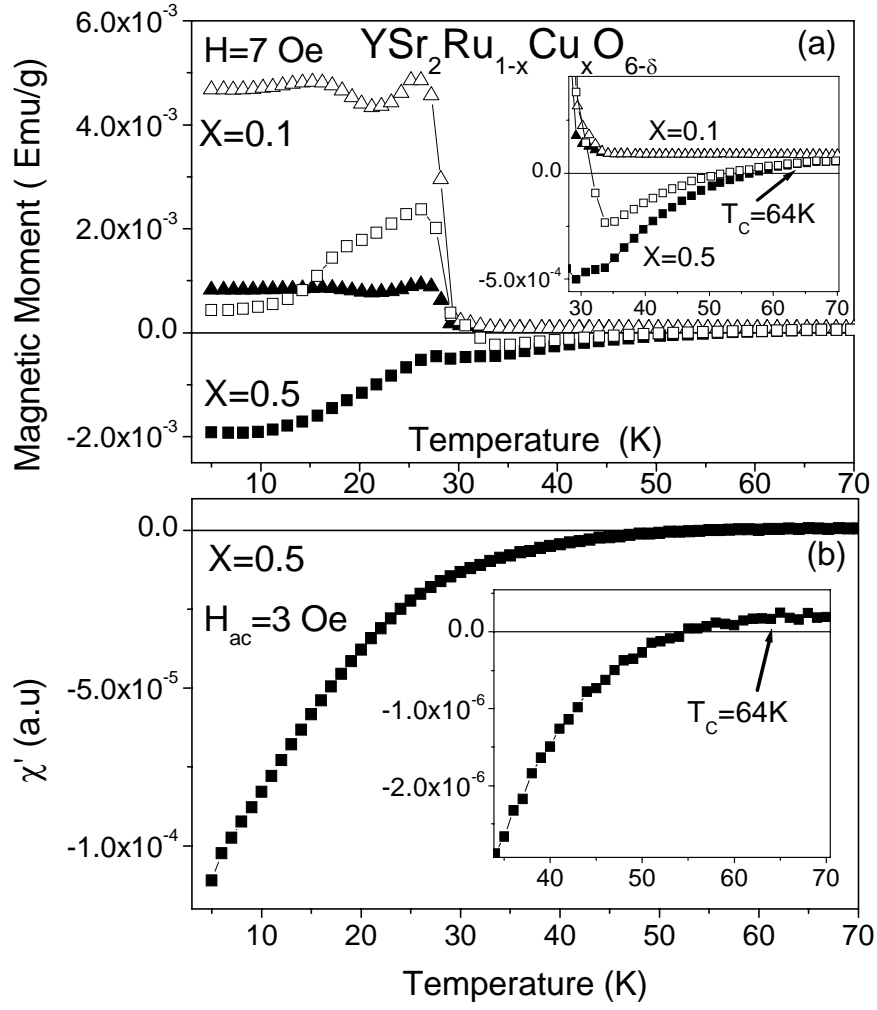 6.0x10⁻³
4.0x10⁻³
2.0x10⁻³
0.0
-2.0x10⁻³
Magnetic Moment ( Emu/g)
H=7 Oe
YSr₂Ru₁₋ₓCuₓO₆₋δ
(a)
X=0.1
X=0.5
Temperature (K)
10 20 30 40 50 60 70
X=0.1
0.0
T_C=64K
X=0.5
-5.0x10⁻⁴
30 40 50 60 70
0.0
-5.0x10⁻⁵
-1.0x10⁻⁴
χ' (a.u)
X=0.5
(b)
H_ac=3 Oe
0.0
-1.0x10⁻⁶
-2.0x10⁻⁶
T_C=64K
40 50 60 70
10 20 30 40 50 60 70
Temperature (K)